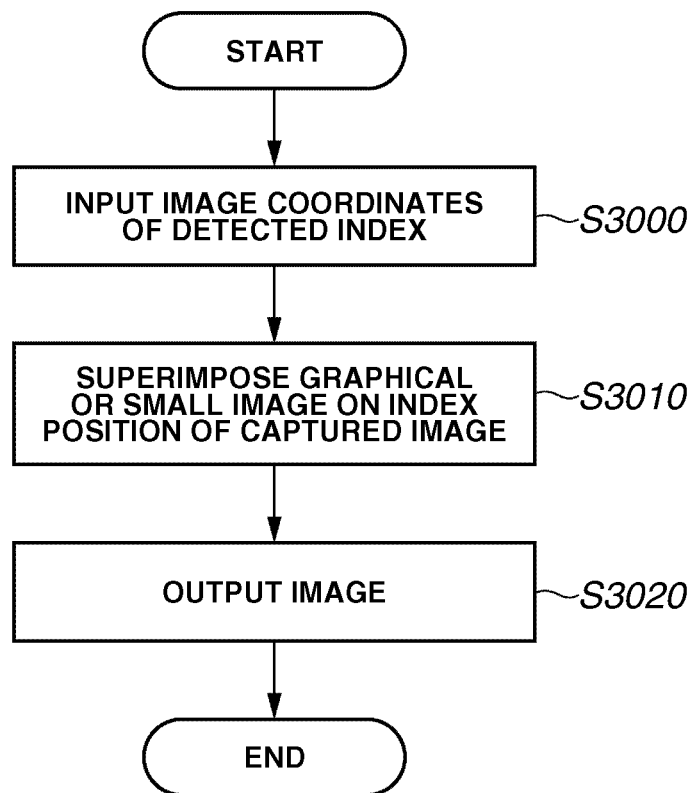 START
INPUT IMAGE COORDINATES
OF DETECTED INDEX
S3000
SUPERIMPOSE GRAPHICAL
OR SMALL IMAGE ON INDEX
POSITION OF CAPTURED IMAGE
S3010
OUTPUT IMAGE
S3020
END